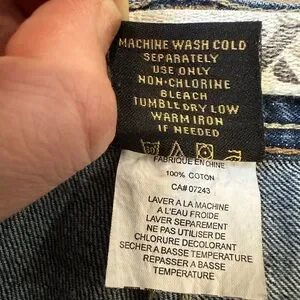 MACHINE WASH COLD
SEPARATELY
USE ONLY
NON-CHLORINE
BLEACH
TUMBLE DRY LOW
WARM IRON
IF NEEDED
FABRIQUE EN CHINE
100% COTON
CA# 07243
LAVER A LA MACHINE
A L'EAU FROIDE
LAVER SEPAREMENT
NE PAS UTILISER DE
CHLORURE DECOLORANT
SECHER A BASSE TEMPERATURE
REPASSER A BASSE
TEMPERATURE